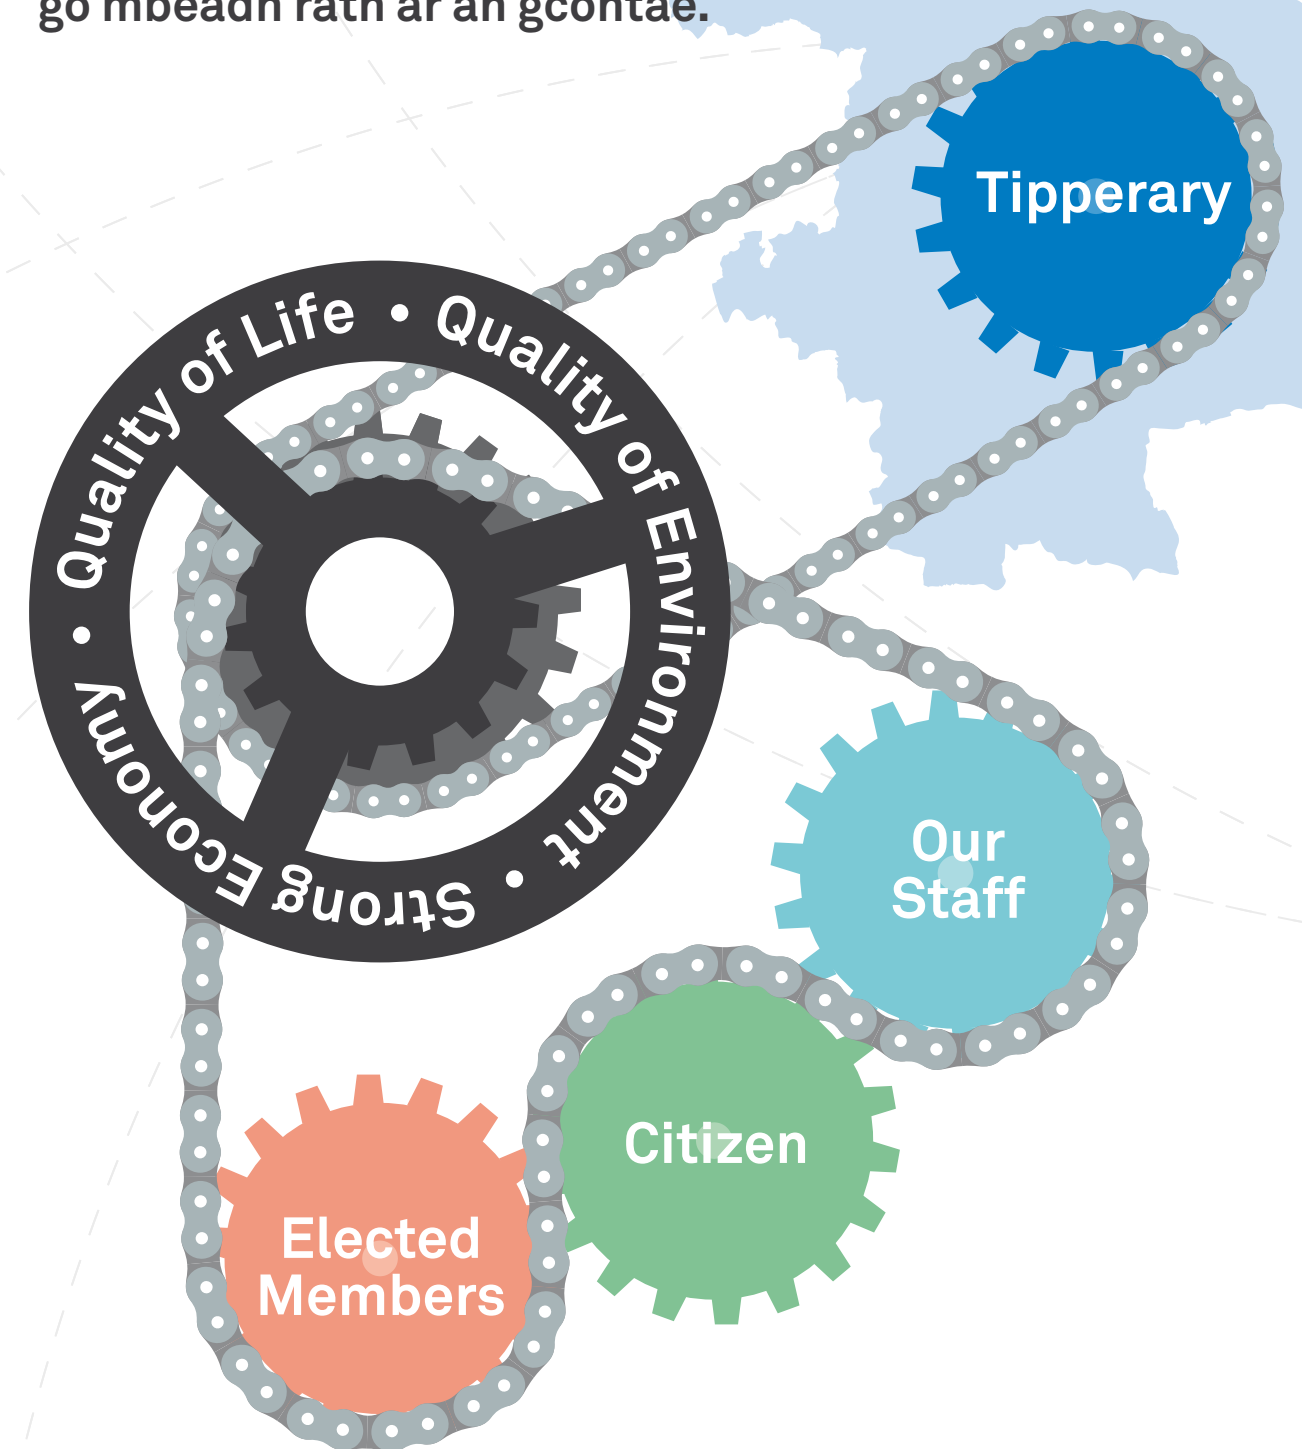 go mbeadh rath ar an gcontae.
Tipperary
• Quality of Life • Quality of Environment • Strong Economy
Our
Staff
Citizen
Elected
Members